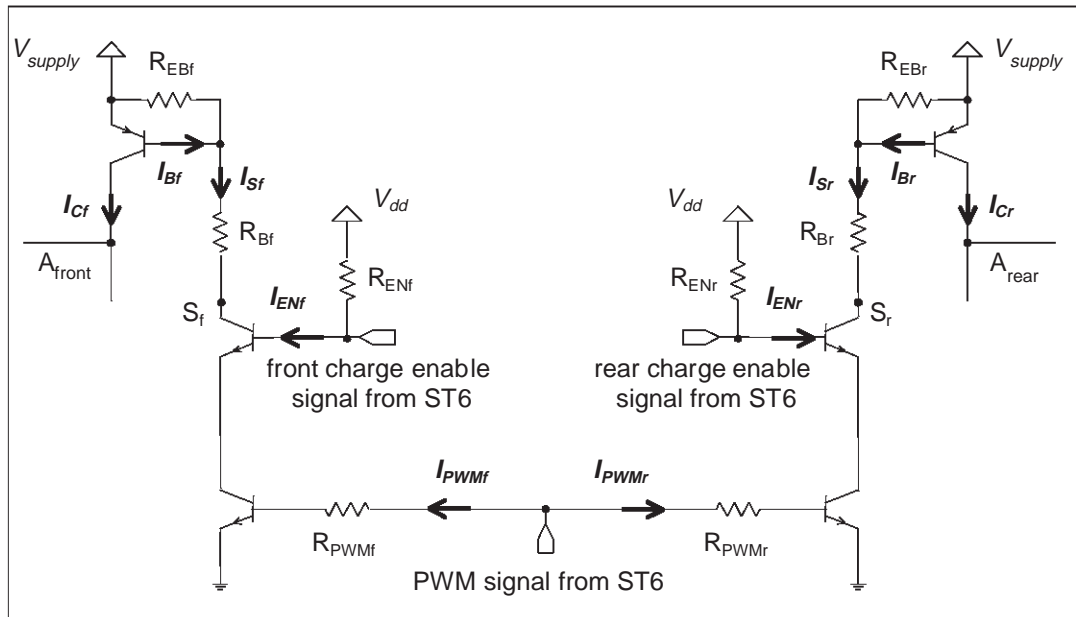 V_supply
R_EBf
R_EBr
V_supply
I_Bf
I_Sf
I_Sr
I_Br
I_Cf
V_dd
V_dd
I_Cr
R_Bf
R_Br
A_front
A_rear
R_ENf
R_ENr
S_f
I_ENf
I_ENr
S_r
front charge enable
signal from ST6
rear charge enable
signal from ST6
I_PWMf
I_PWMr
R_PWMf
R_PWMr
PWM signal from ST6